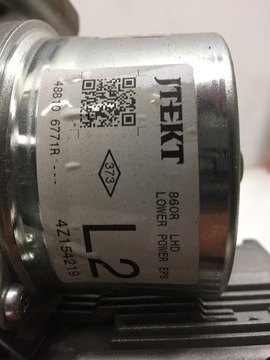 JTEKT
48810 6771R ----
373
860R LHD
LOWER POWER EPS
L2
4Z154219